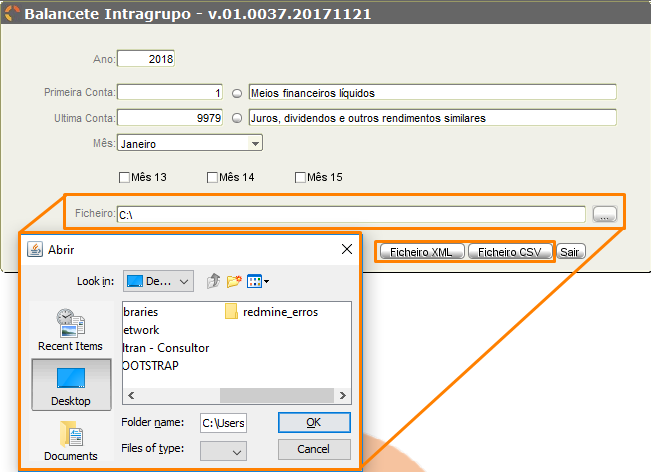 Balancete Intragrupo - v.01.0037.20171121
Ano: 2018
Primeira Conta: 1 Meios financeiros líquidos
Ultima Conta: 9979 Juros, dividendos e outros rendimentos similares
Mês: Janeiro
Mês 13 Mês 14 Mês 15
Ficheiro: C:\ ...
Ficheiro XML Ficheiro CSV Sair
Abrir
Look in: De...
Recent Items
Desktop
Documents
braries redmine_erros
etwork
ltran - Consultor
OOTSTRAP
Folder name: C:\Users OK
Files of type: Cancel